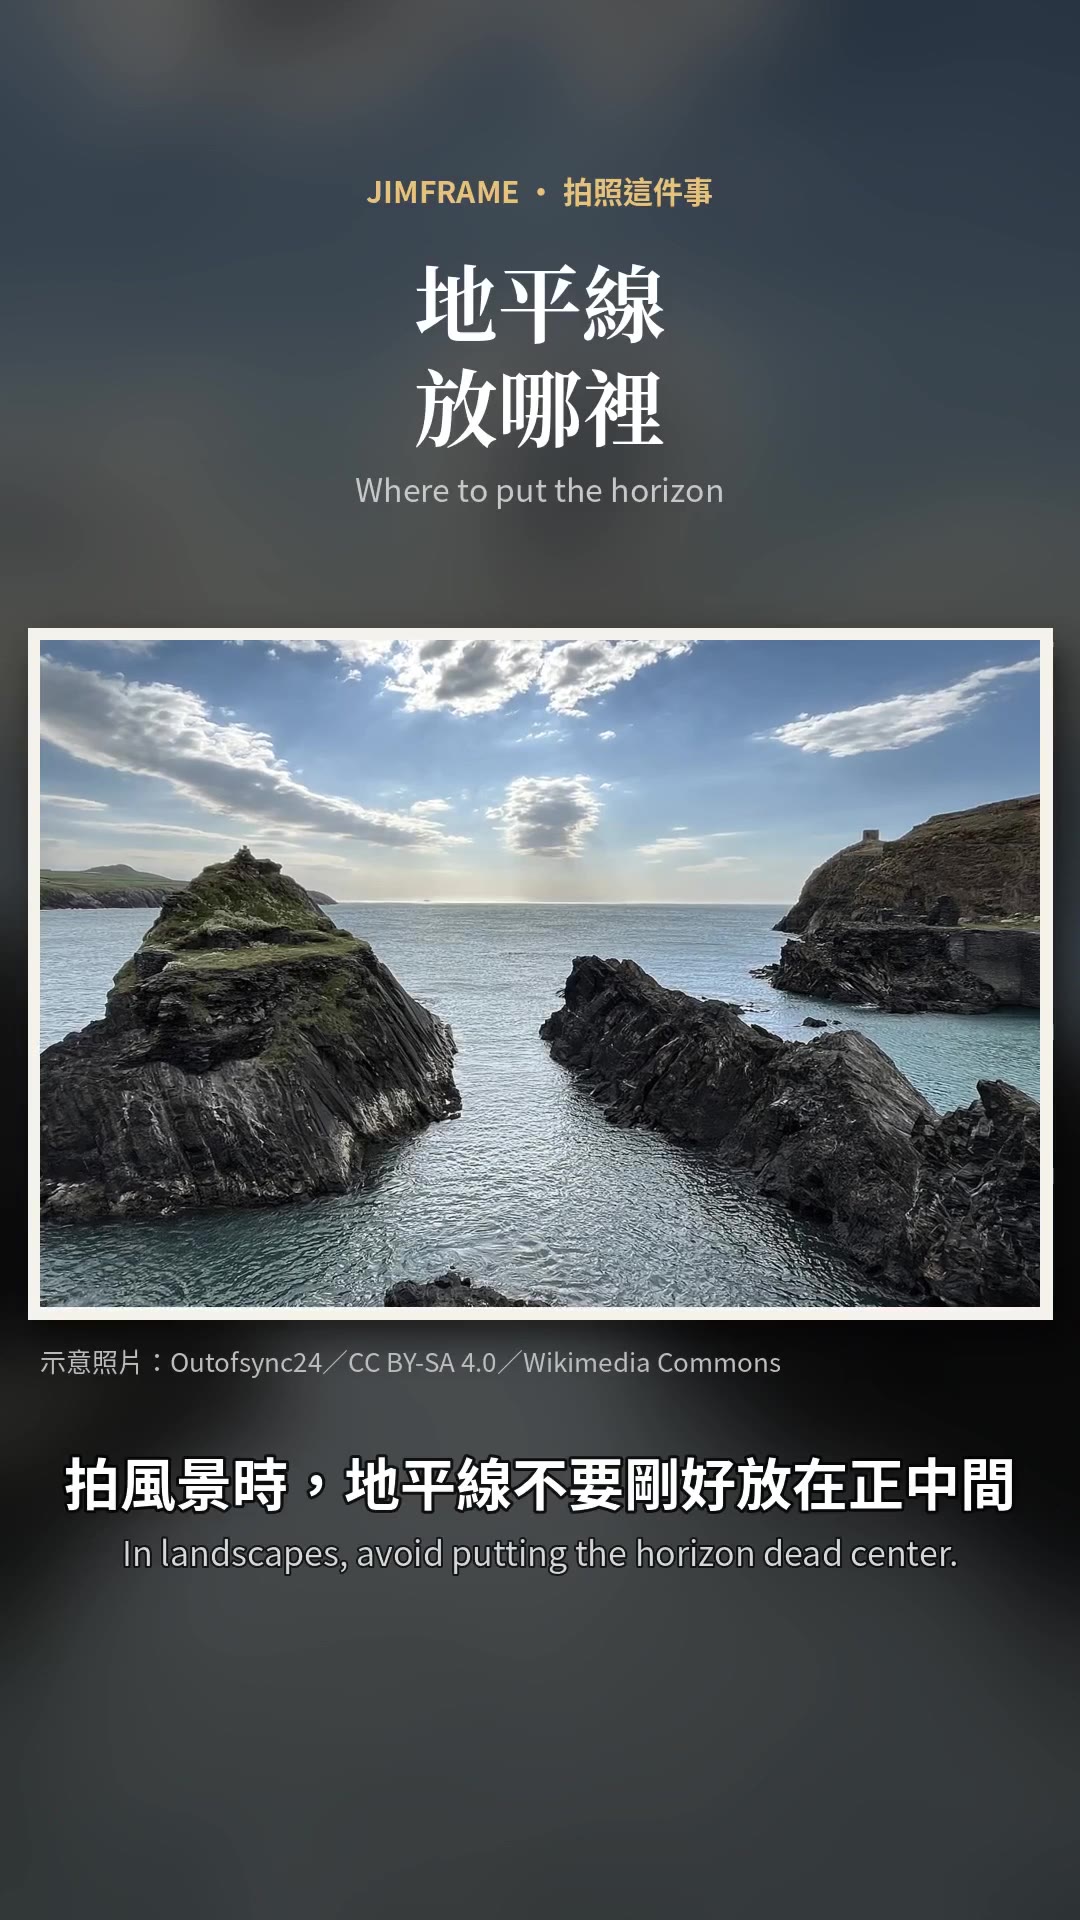 JIMFRAME · 拍照這件事
地平線
放哪裡
Where to put the horizon
示意照片：Outofsync24／CC BY-SA 4.0／Wikimedia Commons
拍風景時，地平線不要剛好放在正中間
In landscapes, avoid putting the horizon dead center.